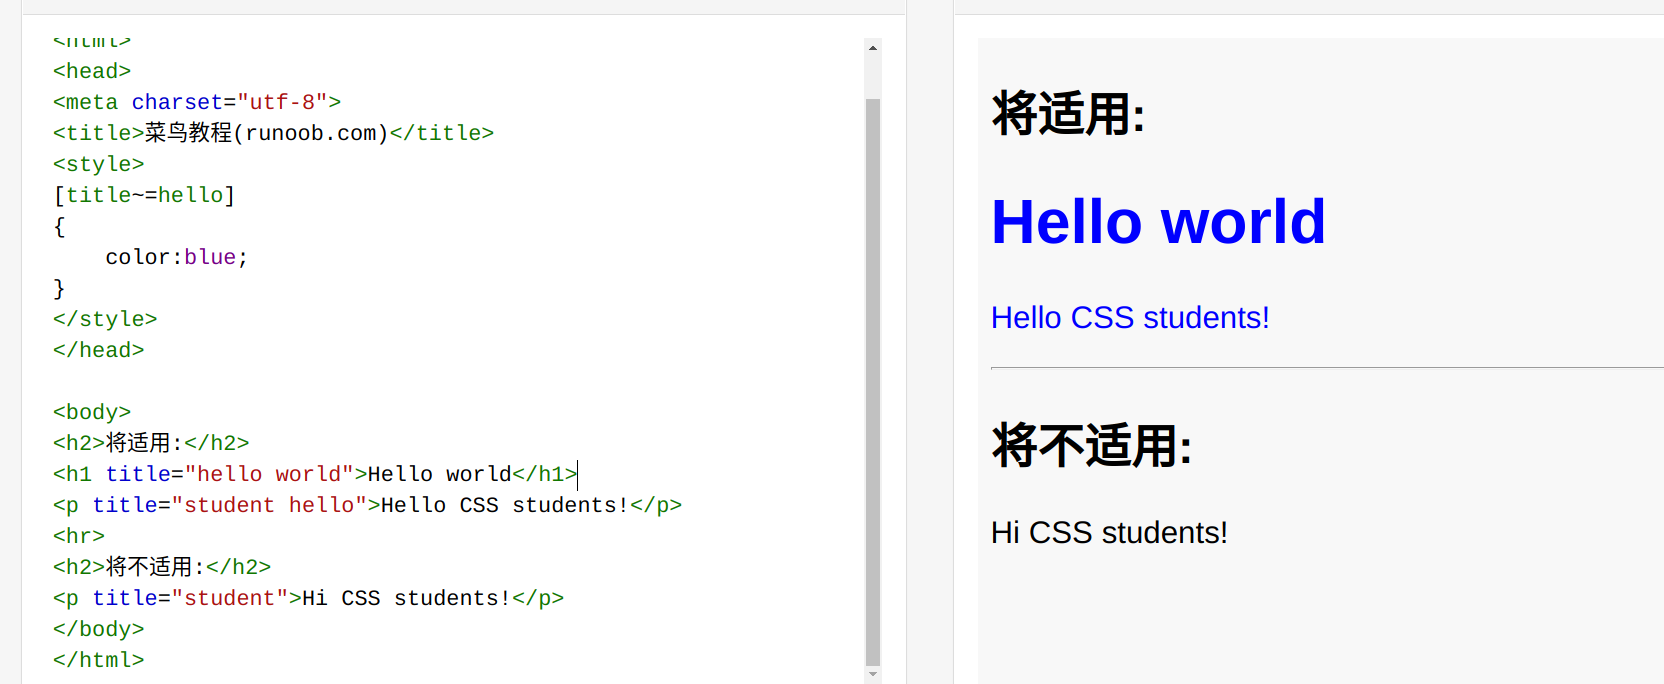 <html>
<head>
<meta charset="utf-8">
<title>菜鸟教程(runoob.com)</title>
<style>
[title~=hello]
{
    color:blue;
}
</style>
</head>

<body>
<h2>将适用:</h2>
<h1 title="hello world">Hello world</h1>
<p title="student hello">Hello CSS students!</p>
<hr>
<h2>将不适用:</h2>
<p title="student">Hi CSS students!</p>
</body>
</html>
将适用:
Hello world
Hello CSS students!
将不适用:
Hi CSS students!